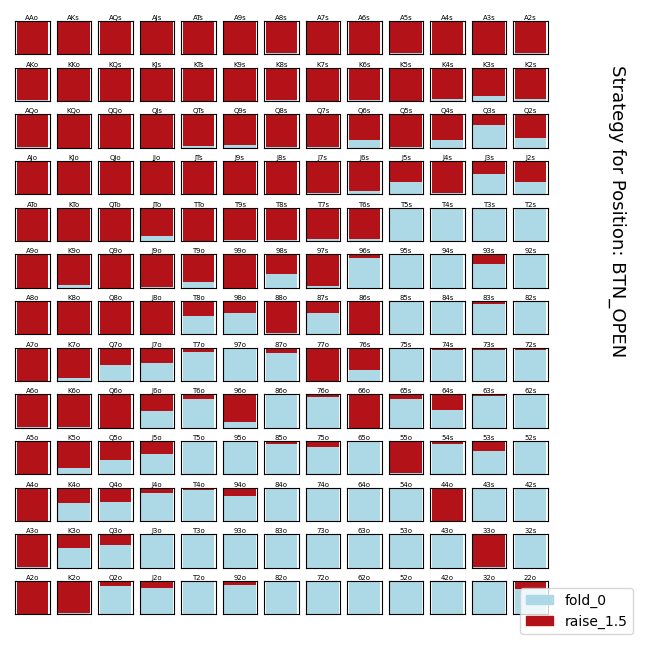 AAo AKs AQs AJs ATs A9s A8s A7s A6s A5s A4s A3s A2s
AKo KKo KQs KJs KTs K9s K8s K7s K6s K5s K4s K3s K2s
AQo KQo QQo QJs QTs Q9s Q8s Q7s Q6s Q5s Q4s Q3s Q2s
AJo KJo QJo JJo JTs J9s J8s J7s J6s J5s J4s J3s J2s
ATo KTo QTo JTo TTo T9s T8s T7s T6s T5s T4s T3s T2s
A9o K9o Q9o J9o T9o 99o 98s 97s 96s 95s 94s 93s 92s
A8o K8o Q8o J8o T8o 98o 88o 87s 86s 85s 84s 83s 82s
A7o K7o Q7o J7o T7o 97o 87o 77o 76s 75s 74s 73s 72s
A6o K6o Q6o J6o T6o 96o 86o 76o 66o 65s 64s 63s 62s
A5o K5o Q5o J5o T5o 95o 85o 75o 65o 55o 54s 53s 52s
A4o K4o Q4o J4o T4o 94o 84o 74o 64o 54o 44o 43s 42s
A3o K3o Q3o J3o T3o 93o 83o 73o 63o 53o 43o 33o 32s
A2o K2o Q2o J2o T2o 92o 82o 72o 62o 52o 42o 32o 22o
Strategy for Position: BTN_OPEN
fold_0
raise_1.5